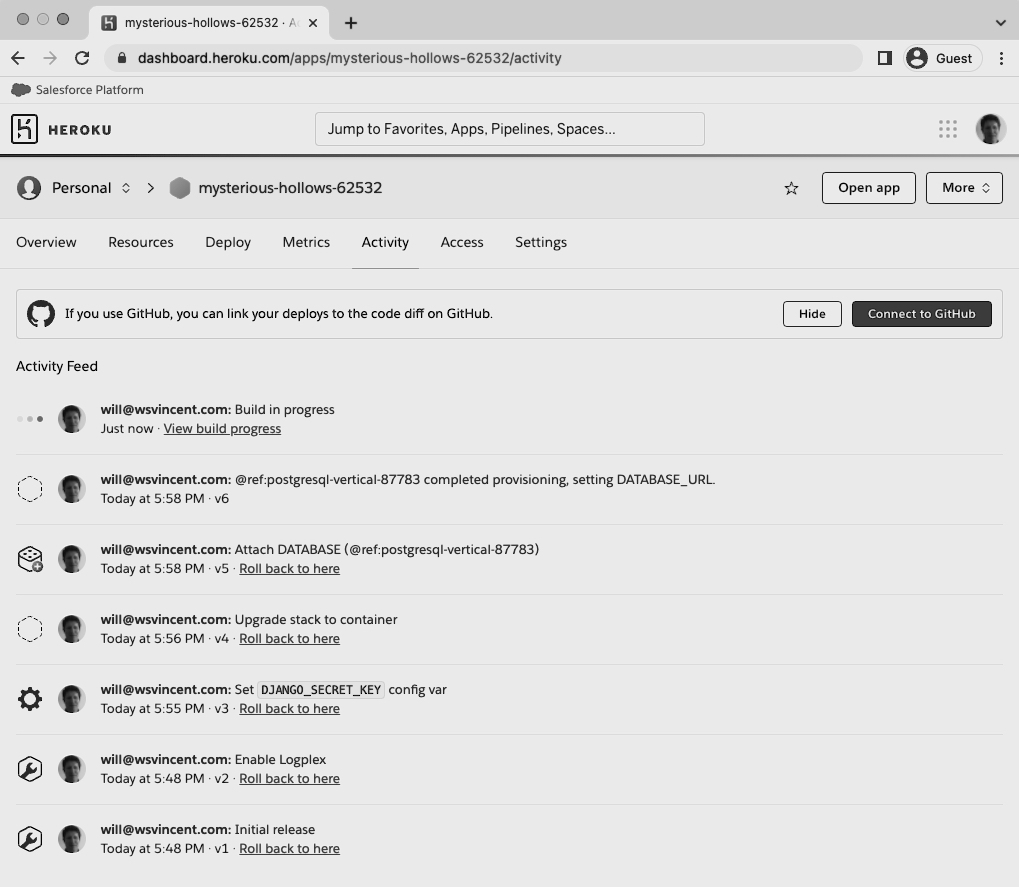 mysterious-hollows-62532 · A
dashboard.heroku.com/apps/mysterious-hollows-62532/activity
Guest
Salesforce Platform
HEROKU
Jump to Favorites, Apps, Pipelines, Spaces...
Personal
mysterious-hollows-62532
Open app
More
Overview Resources Deploy Metrics Activity Access Settings
If you use GitHub, you can link your deploys to the code diff on GitHub.
Hide
Connect to GitHub
Activity Feed
will@wsvincent.com: Build in progress
Just now · View build progress
will@wsvincent.com: @ref:postgresql-vertical-87783 completed provisioning, setting DATABASE_URL.
Today at 5:58 PM · v6
will@wsvincent.com: Attach DATABASE (@ref:postgresql-vertical-87783)
Today at 5:58 PM · v5 · Roll back to here
will@wsvincent.com: Upgrade stack to container
Today at 5:56 PM · v4 · Roll back to here
will@wsvincent.com: Set DJANGO_SECRET_KEY config var
Today at 5:55 PM · v3 · Roll back to here
will@wsvincent.com: Enable Logplex
Today at 5:48 PM · v2 · Roll back to here
will@wsvincent.com: Initial release
Today at 5:48 PM · v1 · Roll back to here